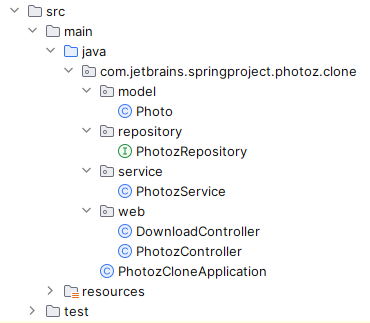 src
main
java
com.jetbrains.springproject.photoz.clone
model
Photo
repository
PhotozRepository
service
PhotozService
web
DownloadController
PhotozController
PhotozCloneApplication
resources
test